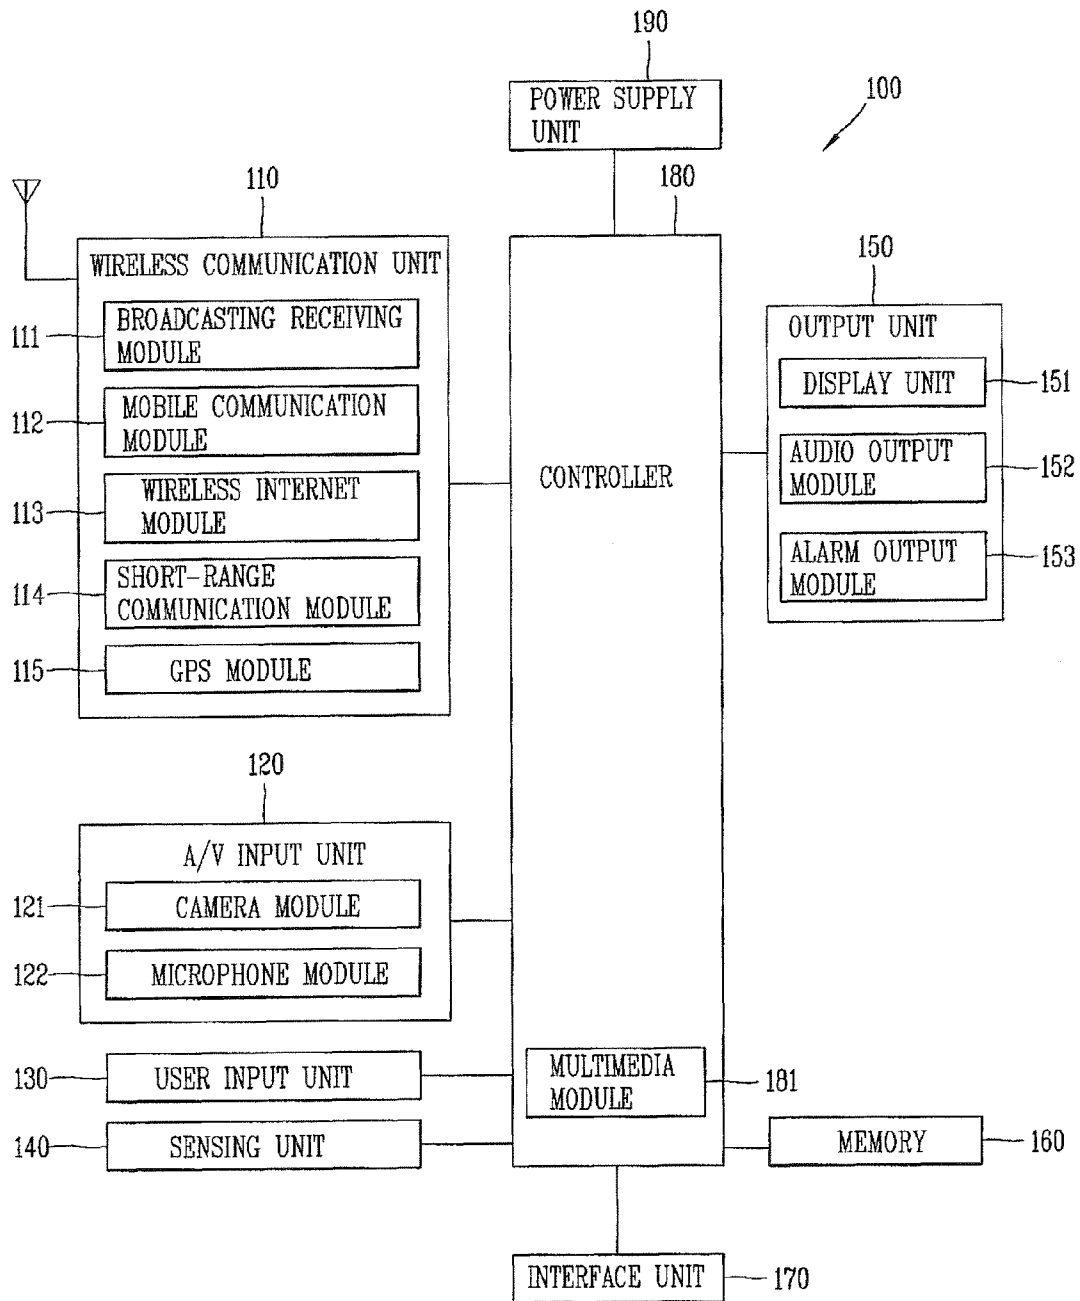 190
POWER SUPPLY
UNIT
100
110
180
WIRELESS COMMUNICATION UNIT
111
BROADCASTING RECEIVING
MODULE
112
MOBILE COMMUNICATION
MODULE
113
WIRELESS INTERNET
MODULE
114
SHORT-RANGE
COMMUNICATION MODULE
115
GPS MODULE
CONTROLLER
150
OUTPUT UNIT
DISPLAY UNIT
151
AUDIO OUTPUT
MODULE
152
ALARM OUTPUT
MODULE
153
120
A/V INPUT UNIT
121
CAMERA MODULE
122
MICROPHONE MODULE
130
USER INPUT UNIT
140
SENSING UNIT
MULTIMEDIA
MODULE
181
MEMORY
160
INTERFACE UNIT
170